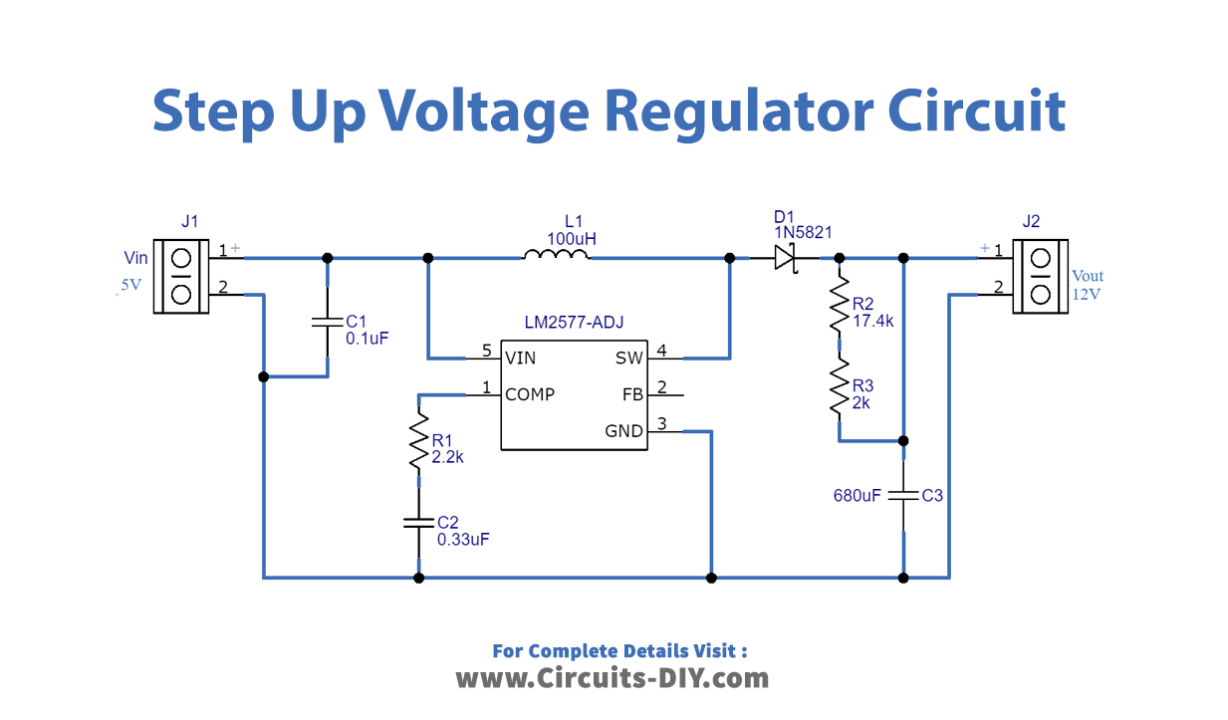 Step Up Voltage Regulator Circuit
J1
L1
100uH
D1
1N5821
J2
Vin
5V
1 +
2
+ 1
2
Vout
12V
C1
0.1uF
LM2577-ADJ
R2
17.4k
5 VIN
SW 4
1 COMP
FB 2
GND 3
R3
2k
R1
2.2k
680uF C3
C2
0.33uF
For Complete Details Visit :
www.Circuits-DIY.com